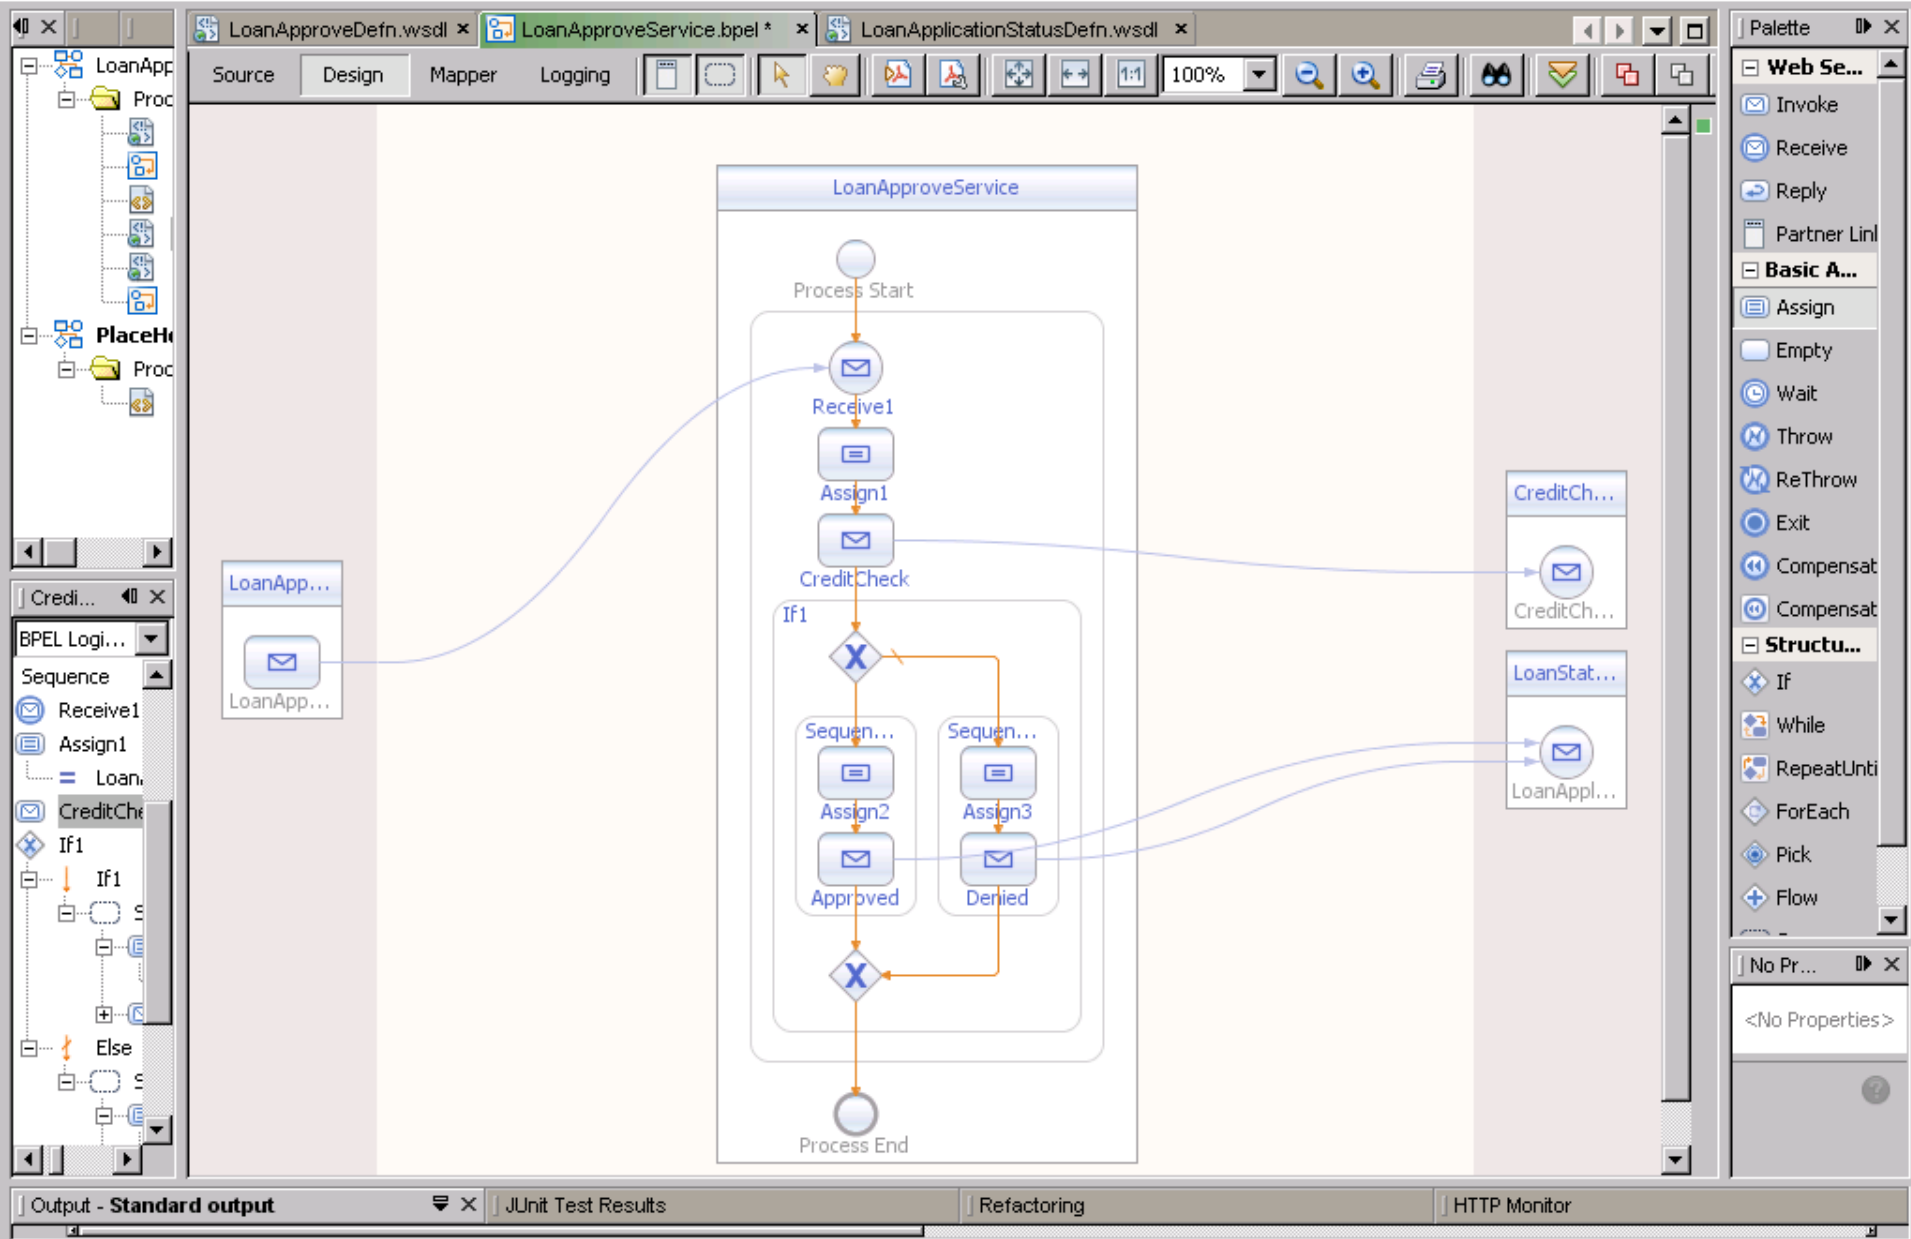 LoanApproveDefn.wsdl
LoanApproveService.bpel *
LoanApplicationStatusDefn.wsdl
Palette
LoanApp
Proc
PlaceH
Proc
Source
Design
Mapper
Logging
1:1
100%
Web Se...
Invoke
Receive
Reply
Partner Linl
Basic A...
Assign
Empty
Wait
Throw
ReThrow
Exit
Compensat
Compensat
Structu...
If
While
RepeatUnti
ForEach
Pick
Flow
No Pr...
<No Properties>
Credi...
BPEL Logi...
Sequence
Receive1
Assign1
Loan
CreditChe
If1
If1
S
Else
S
LoanApp...
LoanApp...
LoanApproveService
Process Start
Receive1
Assign1
CreditCheck
If1
X
Sequen...
Sequen...
Assign2
Assign3
Approved
Denied
X
Process End
CreditCh...
CreditCh...
LoanStat...
LoanAppl...
Output - Standard output
JUnit Test Results
Refactoring
HTTP Monitor